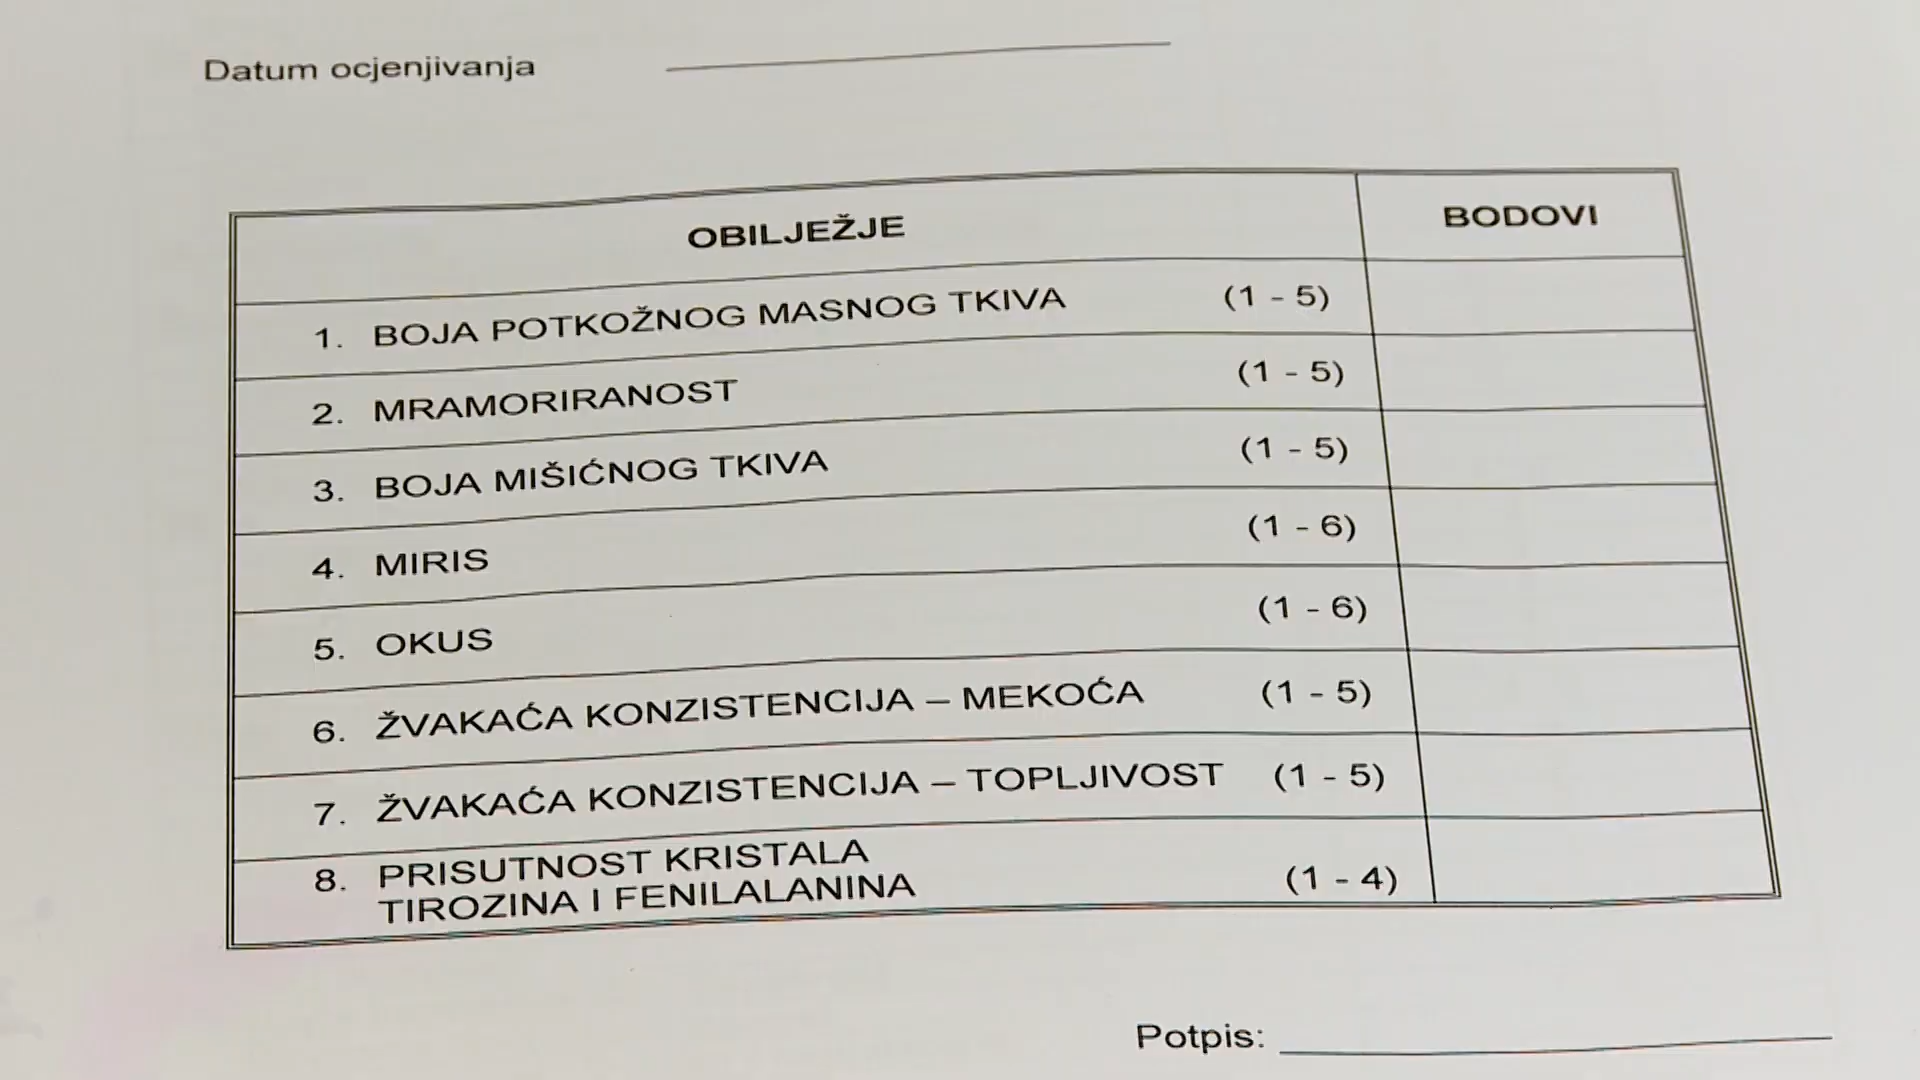 Datum ocjenjivanja
OBILJEŽJE BODOVI
1. BOJA POTKOŽNOG MASNOG TKIVA (1 - 5)
2. MRAMORIRANOST (1 - 5)
3. BOJA MIŠIĆNOG TKIVA (1 - 5)
4. MIRIS (1 - 6)
5. OKUS (1 - 6)
6. ŽVAKAĆA KONZISTENCIJA – MEKOĆA (1 - 5)
7. ŽVAKAĆA KONZISTENCIJA – TOPLJIVOST (1 - 5)
8. PRISUTNOST KRISTALA
TIROZINA I FENILALANINA (1 - 4)
Potpis: